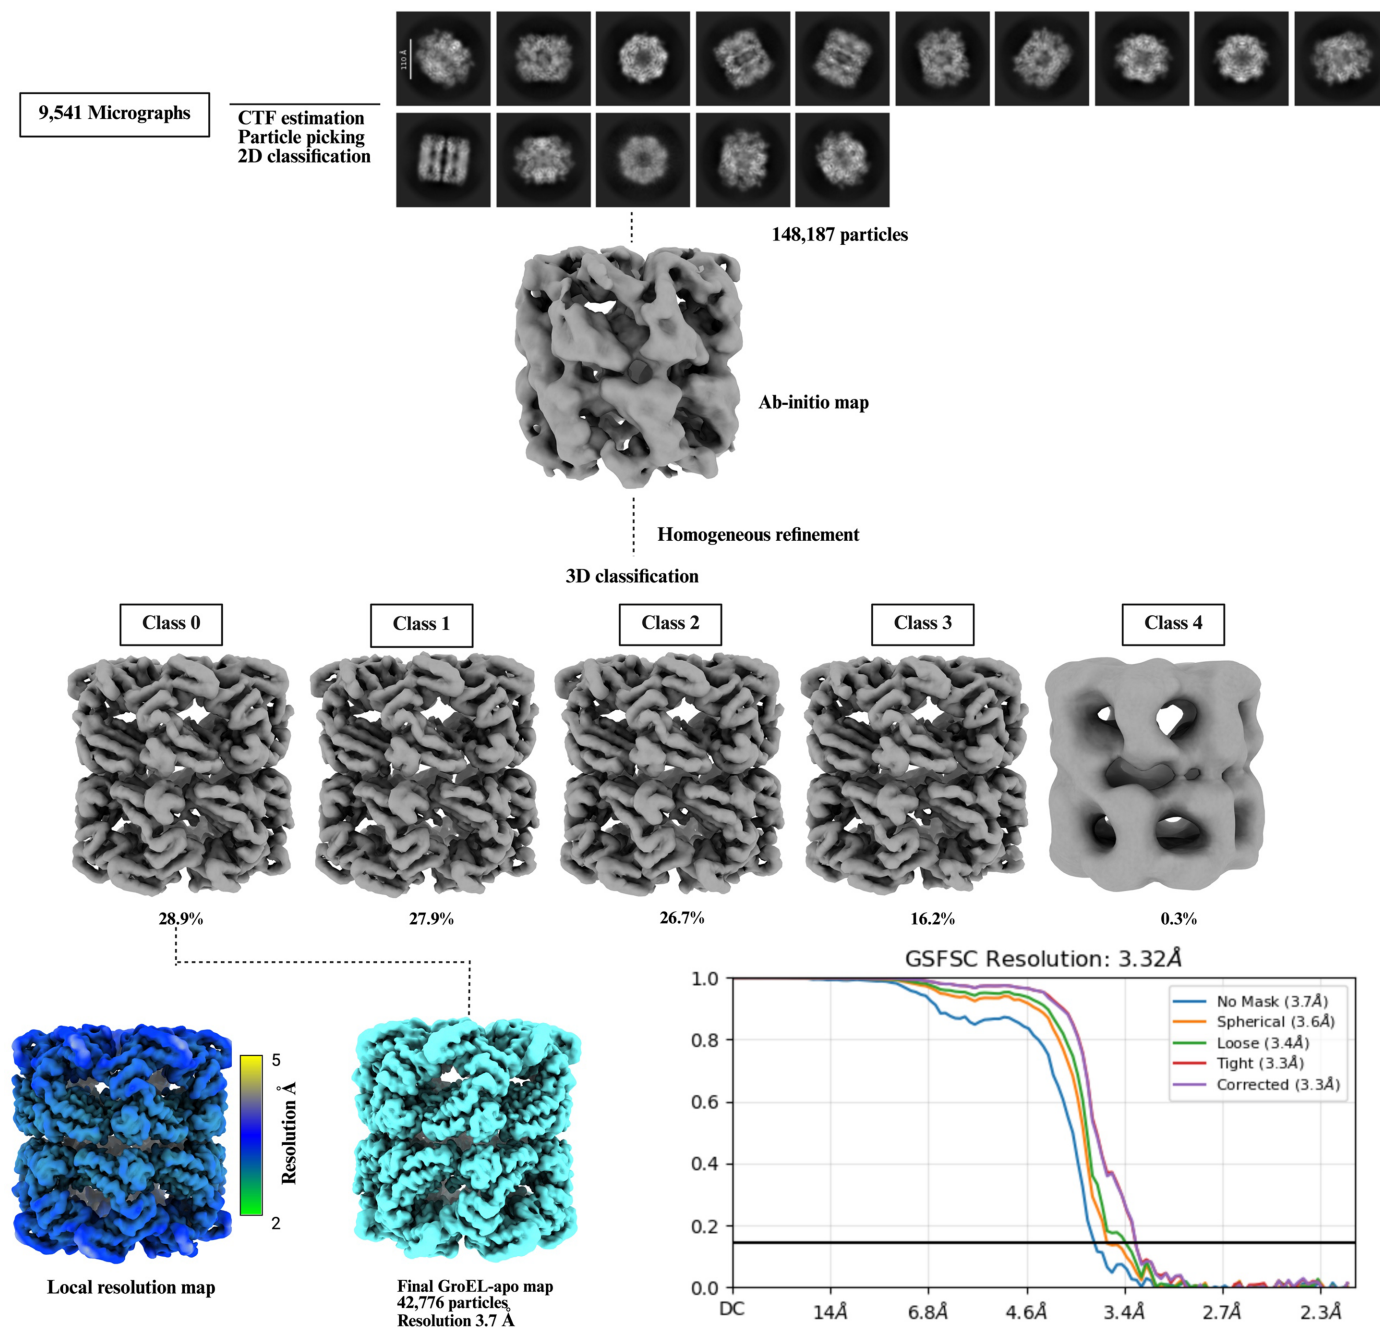 110 Å
9,541 Micrographs
CTF estimation
Particle picking
2D classification
148,187 particles
Ab-initio map
Homogeneous refinement
3D classification
Class 0
Class 1
Class 2
Class 3
Class 4
28.9%
27.9%
26.7%
16.2%
0.3%
5
Resolution Å
2
Local resolution map
Final GroEL-apo map
42,776 particles
Resolution 3.7 Å
GSFSC Resolution: 3.32Å
1.0
0.8
0.6
0.4
0.2
0.0
No Mask (3.7Å)
Spherical (3.6Å)
Loose (3.4Å)
Tight (3.3Å)
Corrected (3.3Å)
DC
14Å
6.8Å
4.6Å
3.4Å
2.7Å
2.3Å